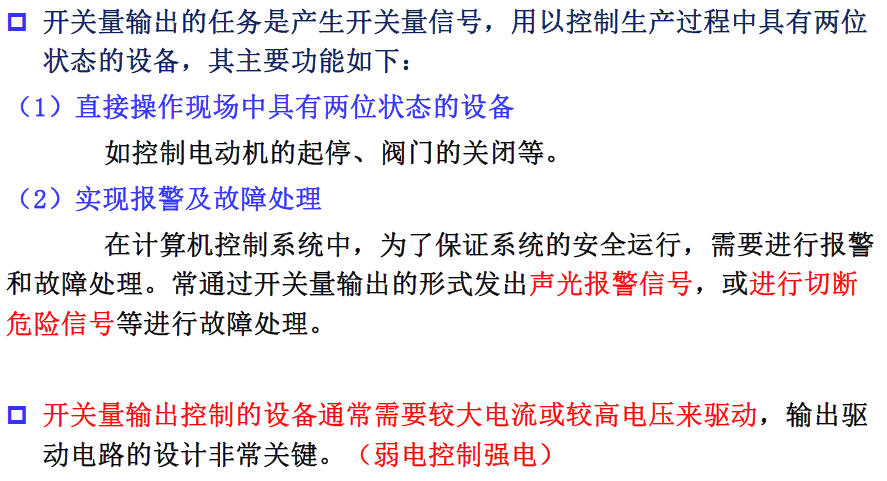 开关量输出的任务是产生开关量信号，用以控制生产过程中具有两位
状态的设备，其主要功能如下：
（1）直接操作现场中具有两位状态的设备
如控制电动机的起停、阀门的关闭等。
（2）实现报警及故障处理
在计算机控制系统中，为了保证系统的安全运行，需要进行报警
和故障处理。常通过开关量输出的形式发出声光报警信号，或进行切断
危险信号等进行故障处理。
开关量输出控制的设备通常需要较大电流或较高电压来驱动，输出驱
动电路的设计非常关键。（弱电控制强电）